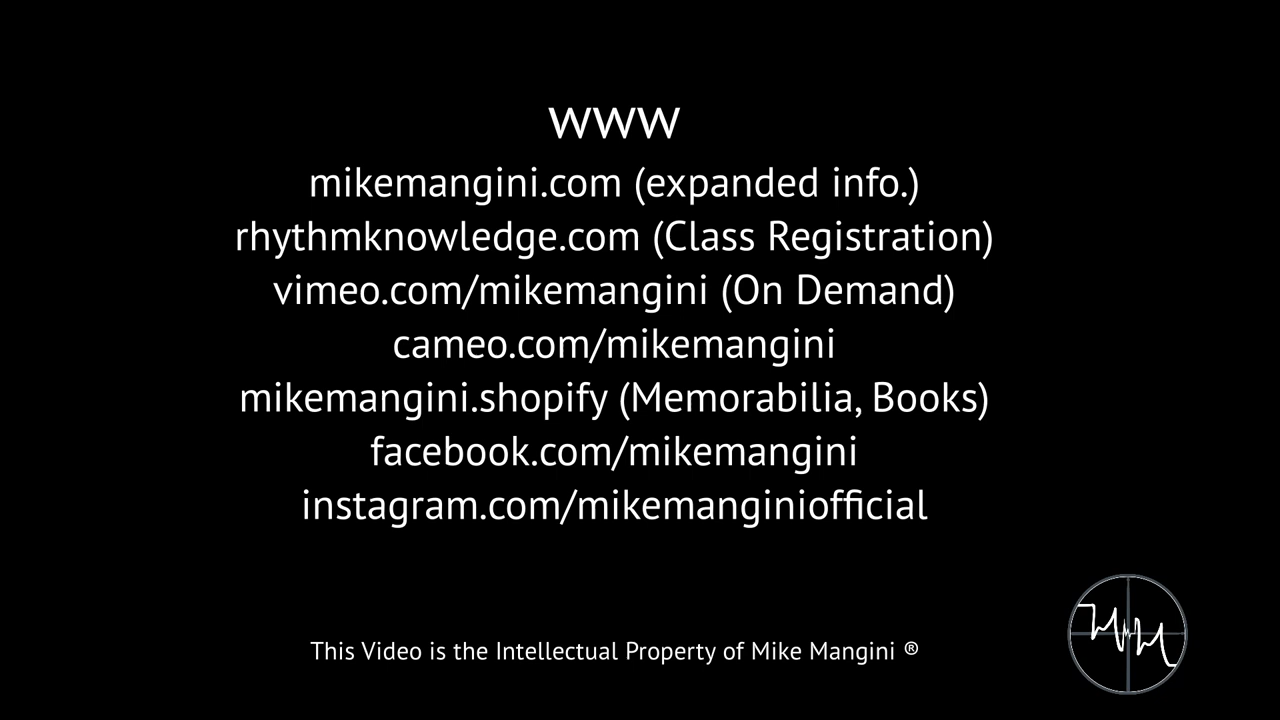 www
mikemangini.com (expanded info.)
rhythmknowledge.com (Class Registration)
vimeo.com/mikemangini (On Demand)
cameo.com/mikemangini
mikemangini.shopify (Memorabilia, Books)
facebook.com/mikemangini
instagram.com/mikemanginiofficial
This Video is the Intellectual Property of Mike Mangini ®
MM